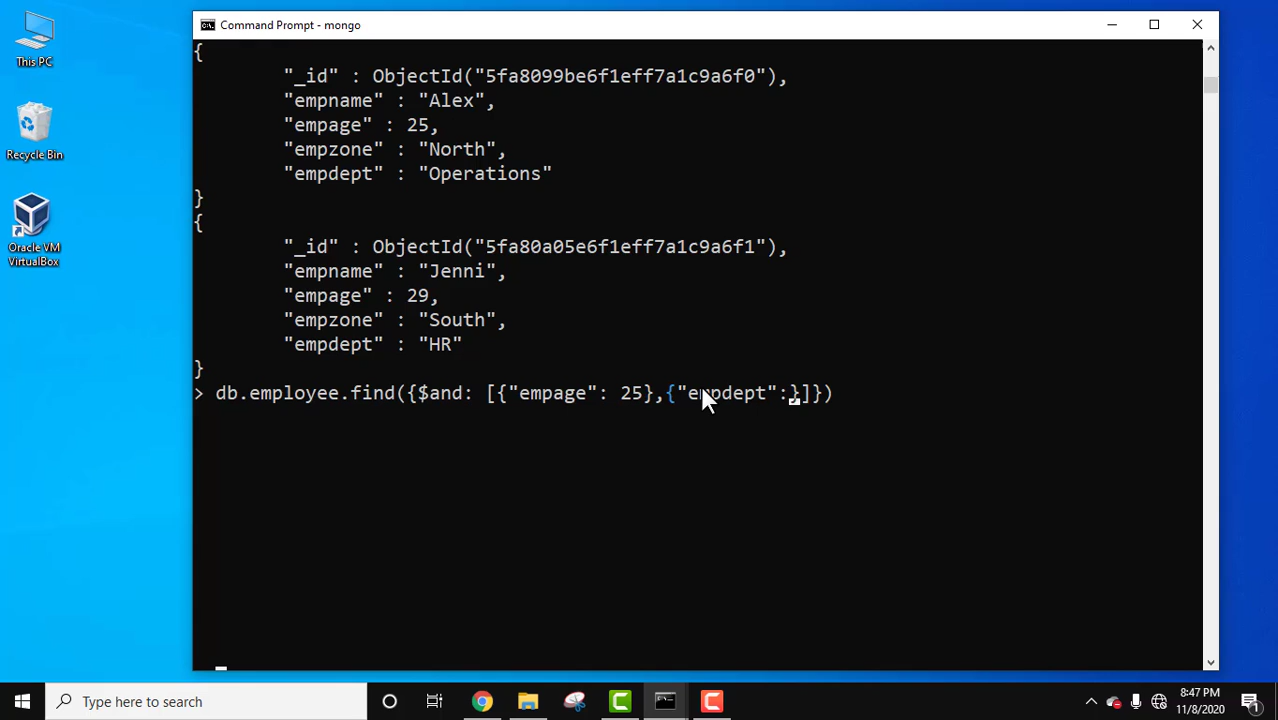 This PC
Recycle Bin
Oracle VM
VirtualBox
Command Prompt - mongo
{
"_id" : ObjectId("5fa8099be6f1eff7a1c9a6f0"),
"empname" : "Alex",
"empage" : 25,
"empzone" : "North",
"empdept" : "Operations"
}
{
"_id" : ObjectId("5fa80a05e6f1eff7a1c9a6f1"),
"empname" : "Jenni",
"empage" : 29,
"empzone" : "South",
"empdept" : "HR"
}
> db.employee.find({$and: [{"empage": 25},{"empdept":}]})
Type here to search
8:47 PM
11/8/2020
1